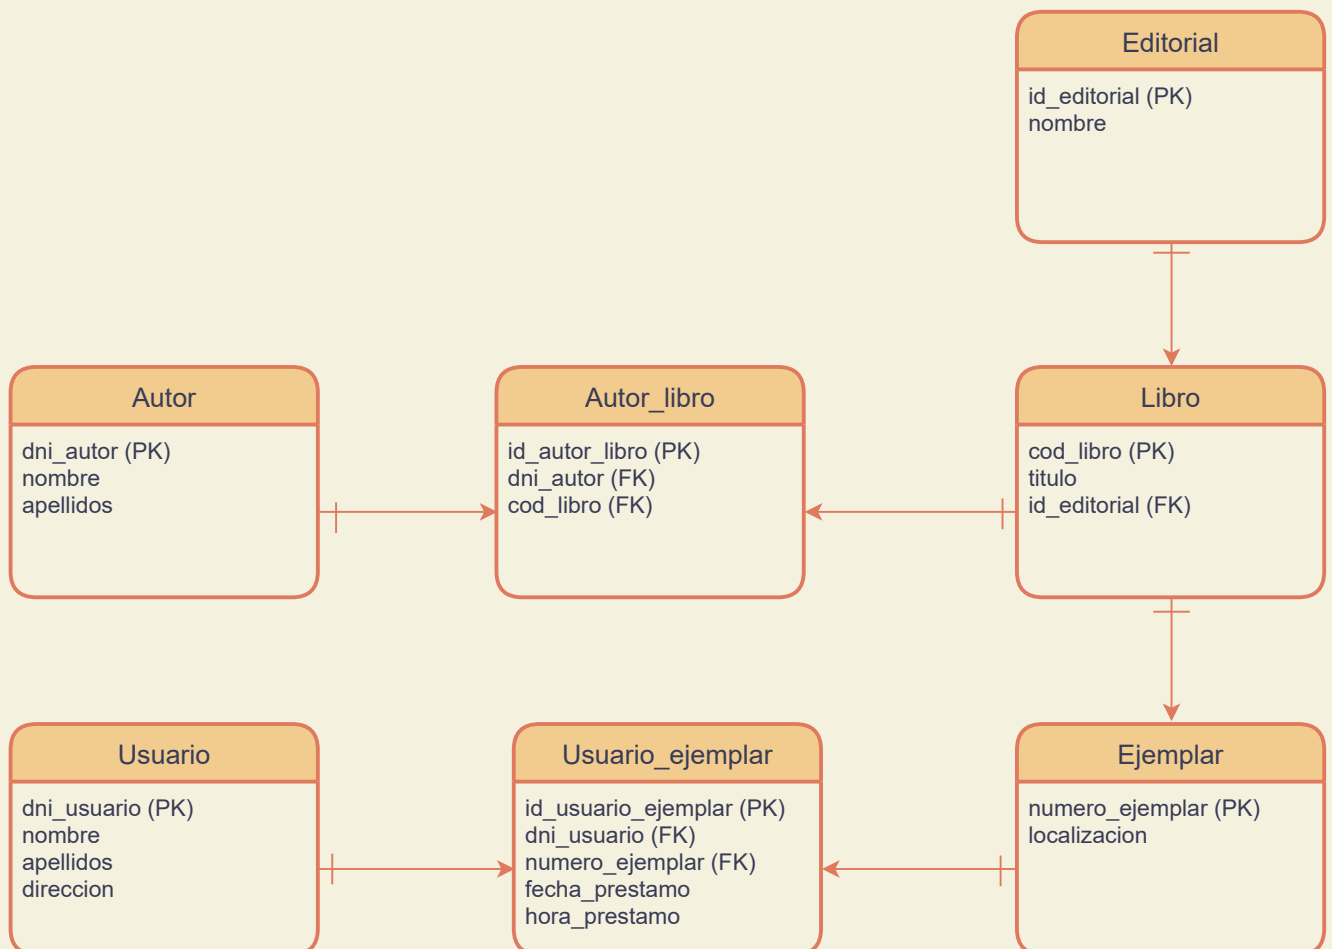 Editorial
id_editorial (PK)
nombre
Autor
dni_autor (PK)
nombre
apellidos
Autor_libro
id_autor_libro (PK)
dni_autor (FK)
cod_libro (FK)
Libro
cod_libro (PK)
titulo
id_editorial (FK)
Usuario
dni_usuario (PK)
nombre
apellidos
direccion
Usuario_ejemplar
id_usuario_ejemplar (PK)
dni_usuario (FK)
numero_ejemplar (FK)
fecha_prestamo
hora_prestamo
Ejemplar
numero_ejemplar (PK)
localizacion